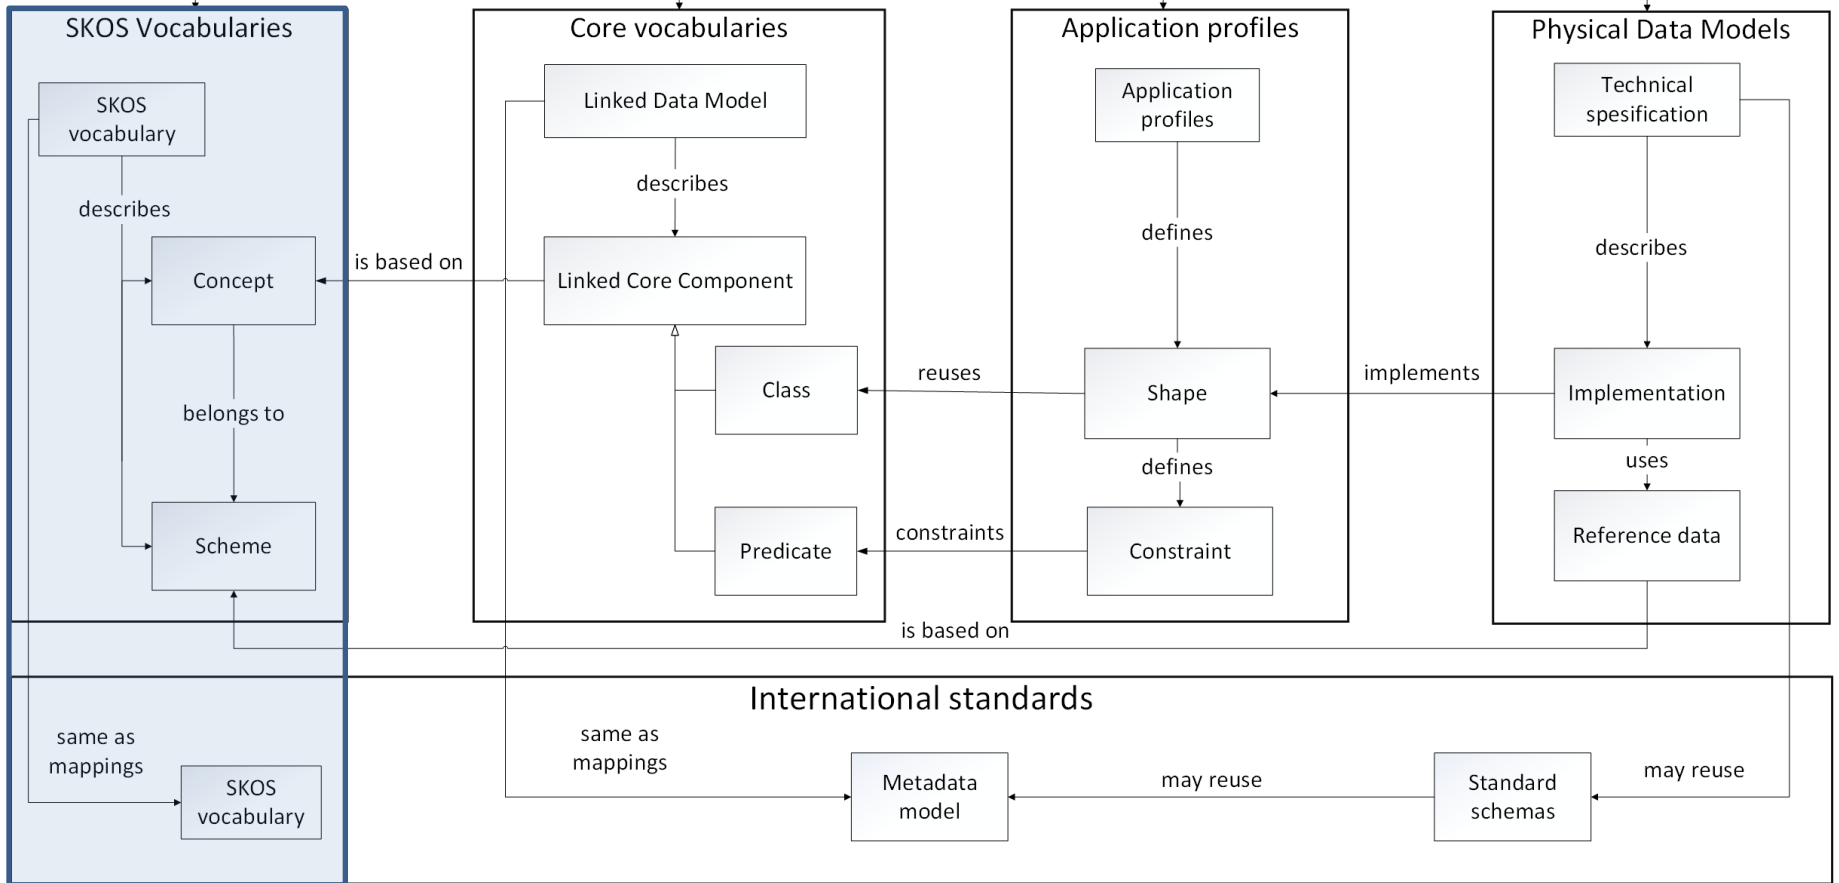 SKOS Vocabularies
SKOS
vocabulary
describes
Concept
belongs to
Scheme
is based on
Core vocabularies
Linked Data Model
describes
Linked Core Component
Class
Predicate
reuses
constraints
Application profiles
Application
profiles
defines
Shape
defines
Constraint
implements
Physical Data Models
Technical
spesification
describes
Implementation
uses
Reference data
is based on
International standards
same as
mappings
SKOS
vocabulary
same as
mappings
Metadata
model
may reuse
Standard
schemas
may reuse